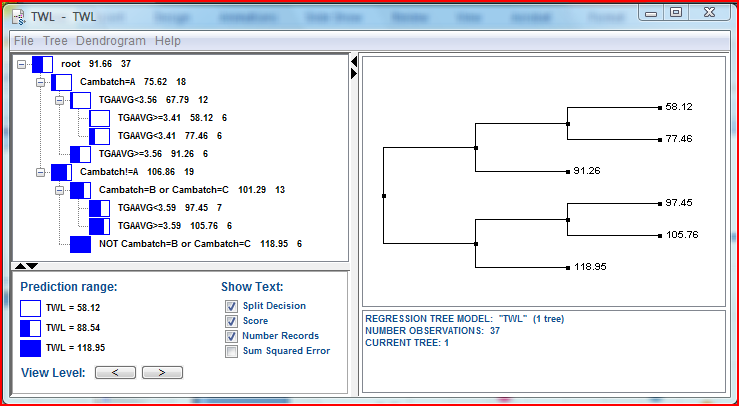 TWL - TWL
File Tree Dendrogram Help
root 91.66 37
Cambatch=A 75.62 18
TGAAVG<3.56 67.79 12
TGAAVG>=3.41 58.12 6
TGAAVG<3.41 77.46 6
TGAAVG>=3.56 91.26 6
Cambatch!=A 106.86 19
Cambatch=B or Cambatch=C 101.29 13
TGAAVG<3.59 97.45 7
TGAAVG>=3.59 105.76 6
NOT Cambatch=B or Cambatch=C 118.95 6
58.12
77.46
91.26
97.45
105.76
118.95
Prediction range:
TWL = 58.12
TWL = 88.54
TWL = 118.95
Show Text:
Split Decision
Score
Number Records
Sum Squared Error
View Level: < >
REGRESSION TREE MODEL: "TWL" (1 tree)
NUMBER OBSERVATIONS: 37
CURRENT TREE: 1